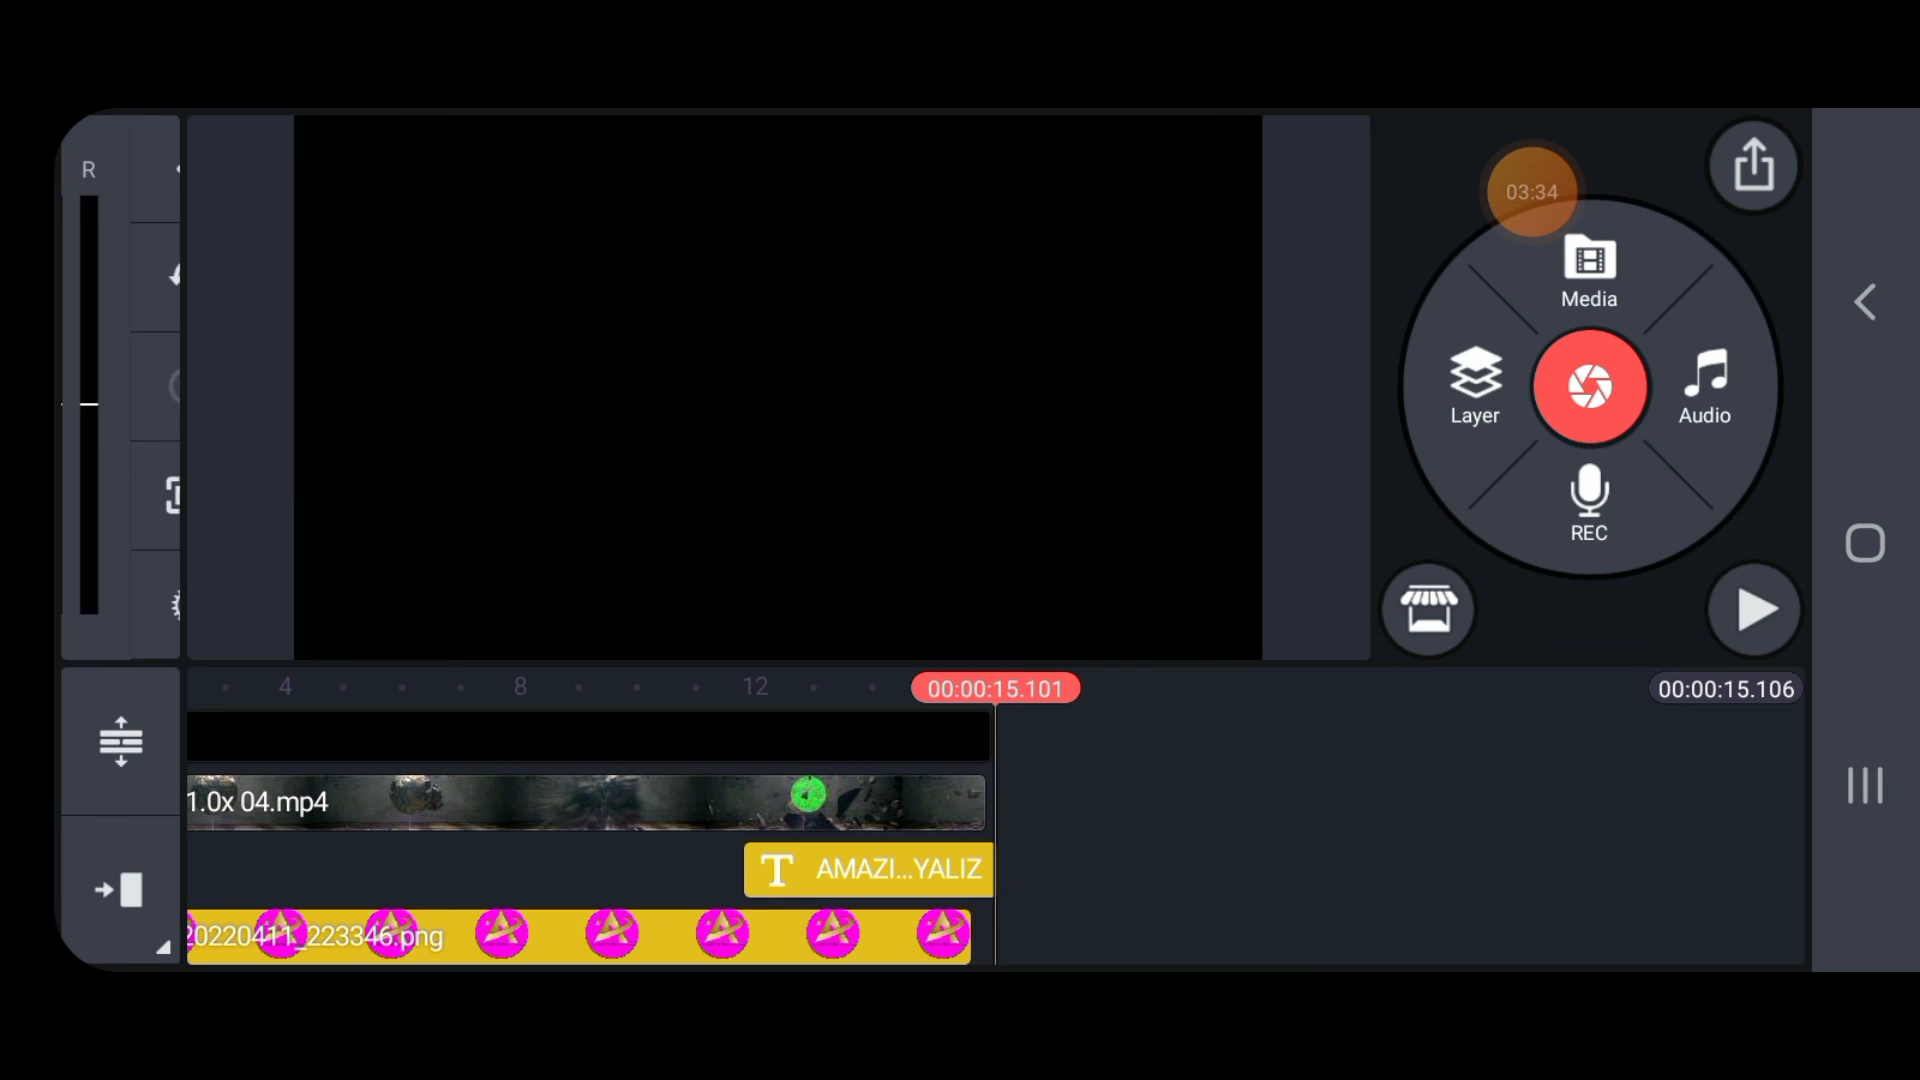 R
03:34
Media
Layer
Audio
REC
4
8
12
00:00:15.101
00:00:15.106
1.0x 04.mp4
T AMAZI...YALIZ
20220411_223346.png